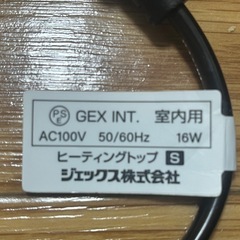 PS E GEX INT. 室内用
AC100V 50/60Hz 16W
ヒーティングトップ S
ジェックス株式会社